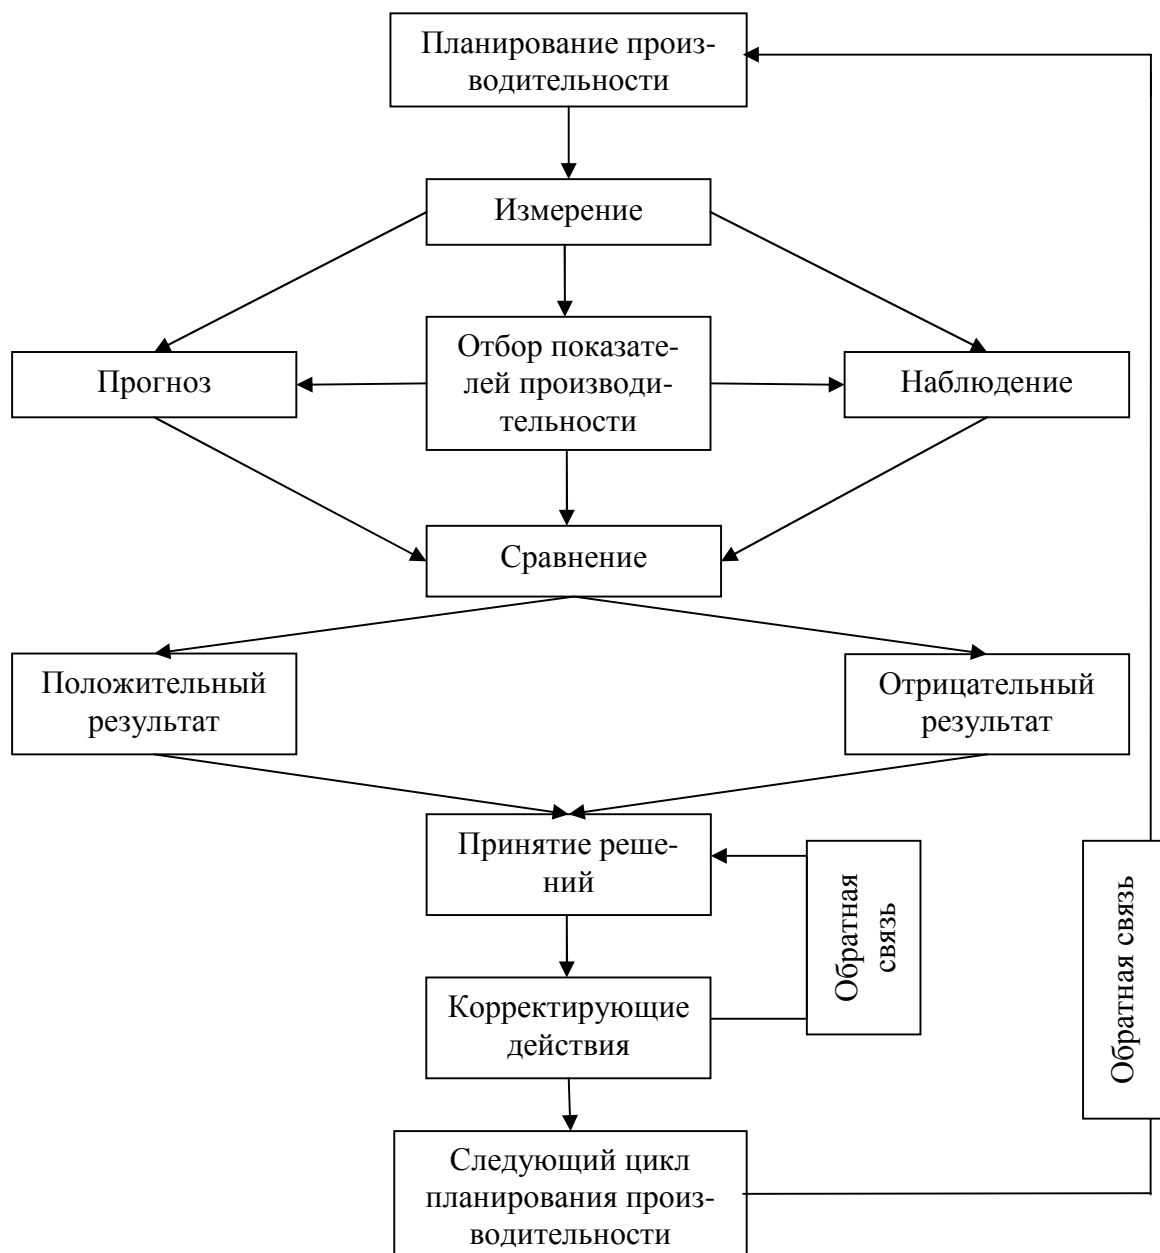 Планирование произ-
водительности
Измерение
Прогноз
Отбор показате-
лей производи-
тельности
Наблюдение
Сравнение
Положительный
результат
Отрицательный
результат
Принятие реше-
ний
Обратная
связь
Обратная связь
Корректирующие
действия
Следующий цикл
планирования произ-
водительности